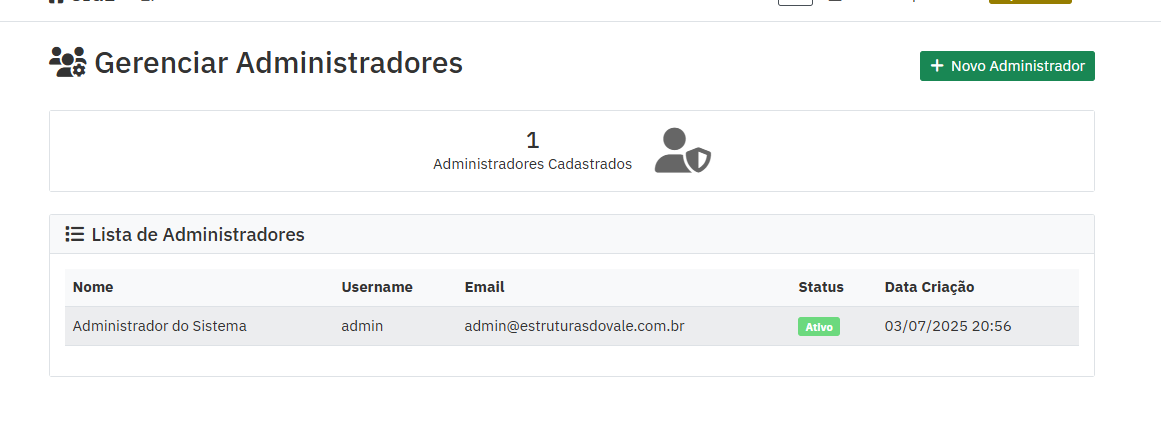 Gerenciar Administradores
+ Novo Administrador
1
Administradores Cadastrados
Lista de Administradores
Nome Username Email Status Data Criação
Administrador do Sistema admin admin@estruturasdovale.com.br Ativo 03/07/2025 20:56